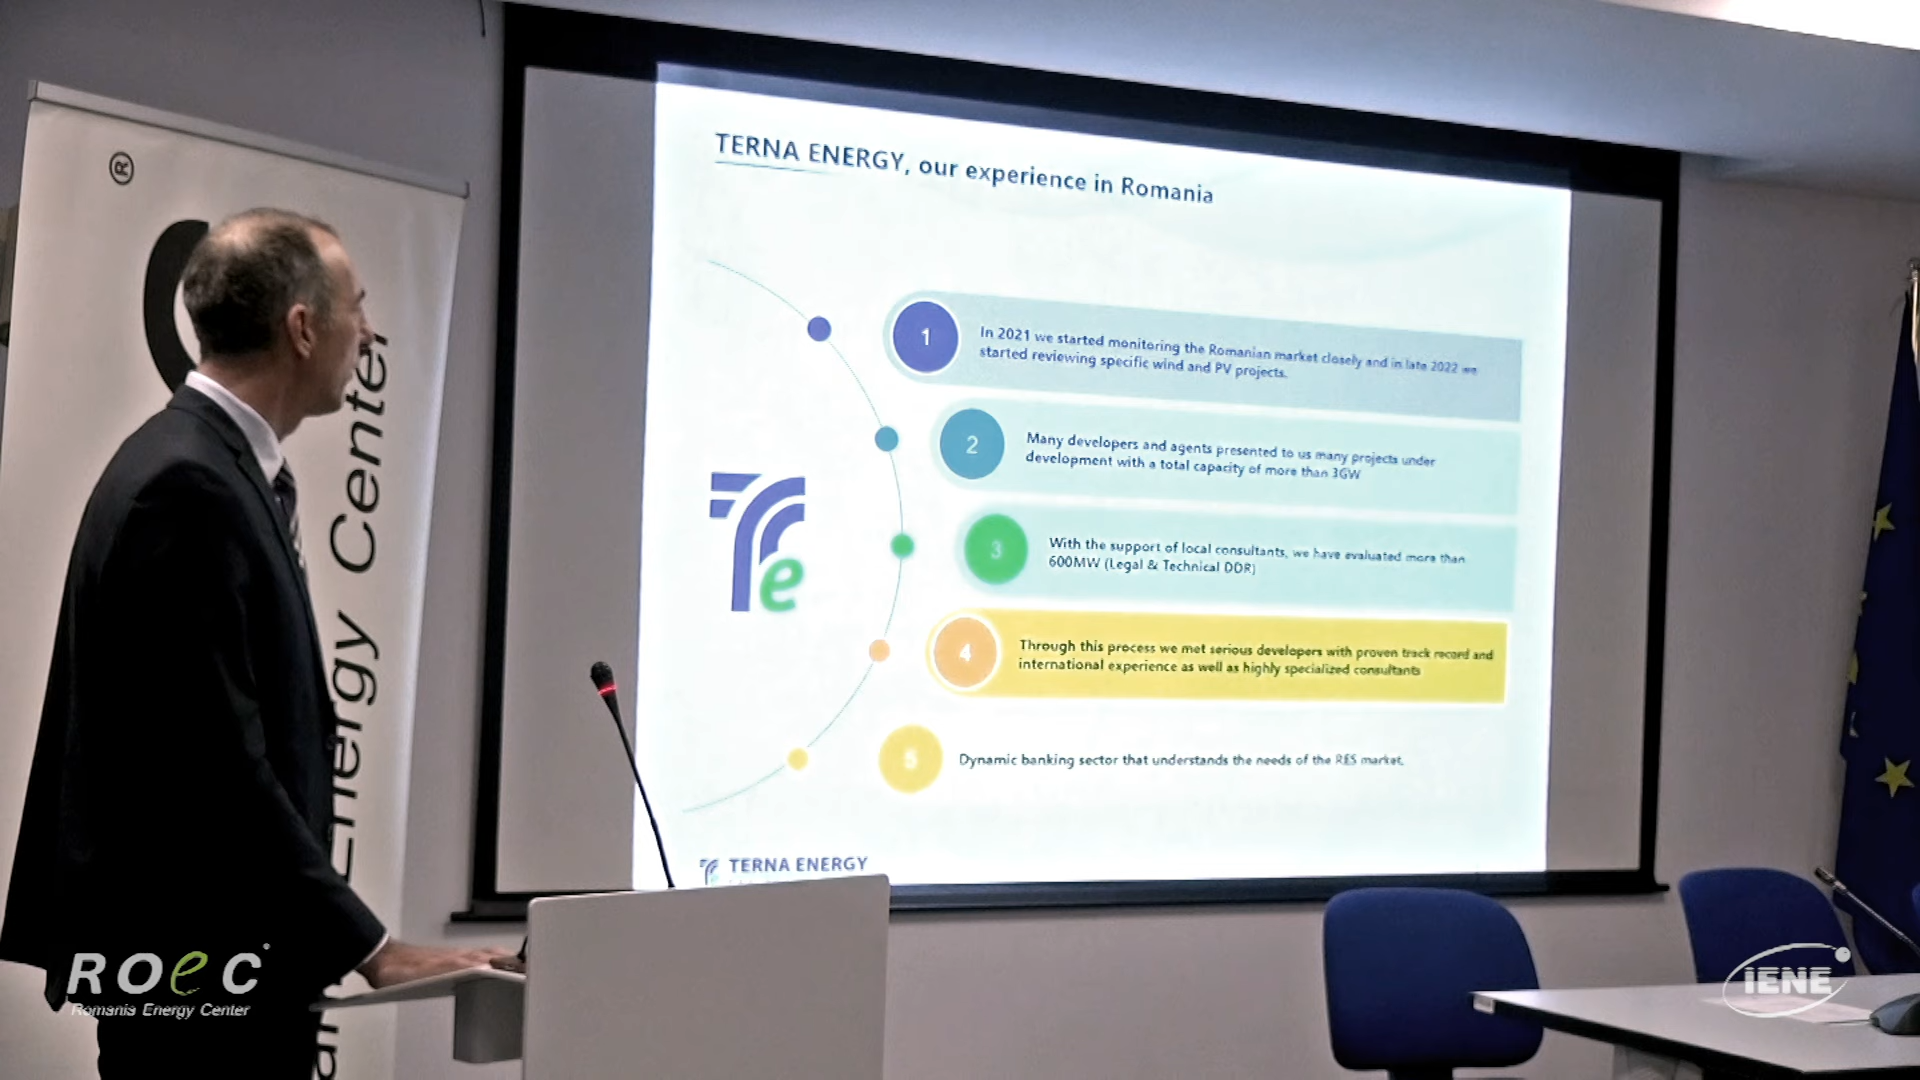 TERNA ENERGY, our experience in Romania
1
In 2021 we started monitoring the Romanian market closely and in late 2022 we
started reviewing specific wind and PV projects.
2
Many developers and agents presented to us many projects under
development with a total capacity of more than 3GW
3
With the support of local consultants, we have evaluated more than
600MW (Legal & Technical DDR)
4
Through this process we met serious developers with proven track record and
international experience as well as highly specialized consultants
5
Dynamic banking sector that understands the needs of the RES market.
e
TERNA ENERGY
®
Energy Center
ROeC
Romania Energy Center
IENE